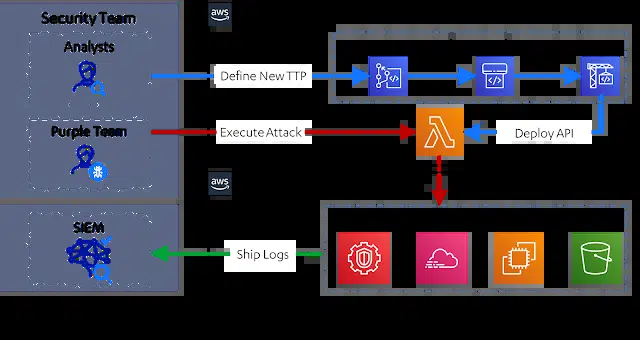 Security Team
aws
Analysts
Define New TTP
Purple Team
Execute Attack
Deploy API
aws
SIEM
Ship Logs